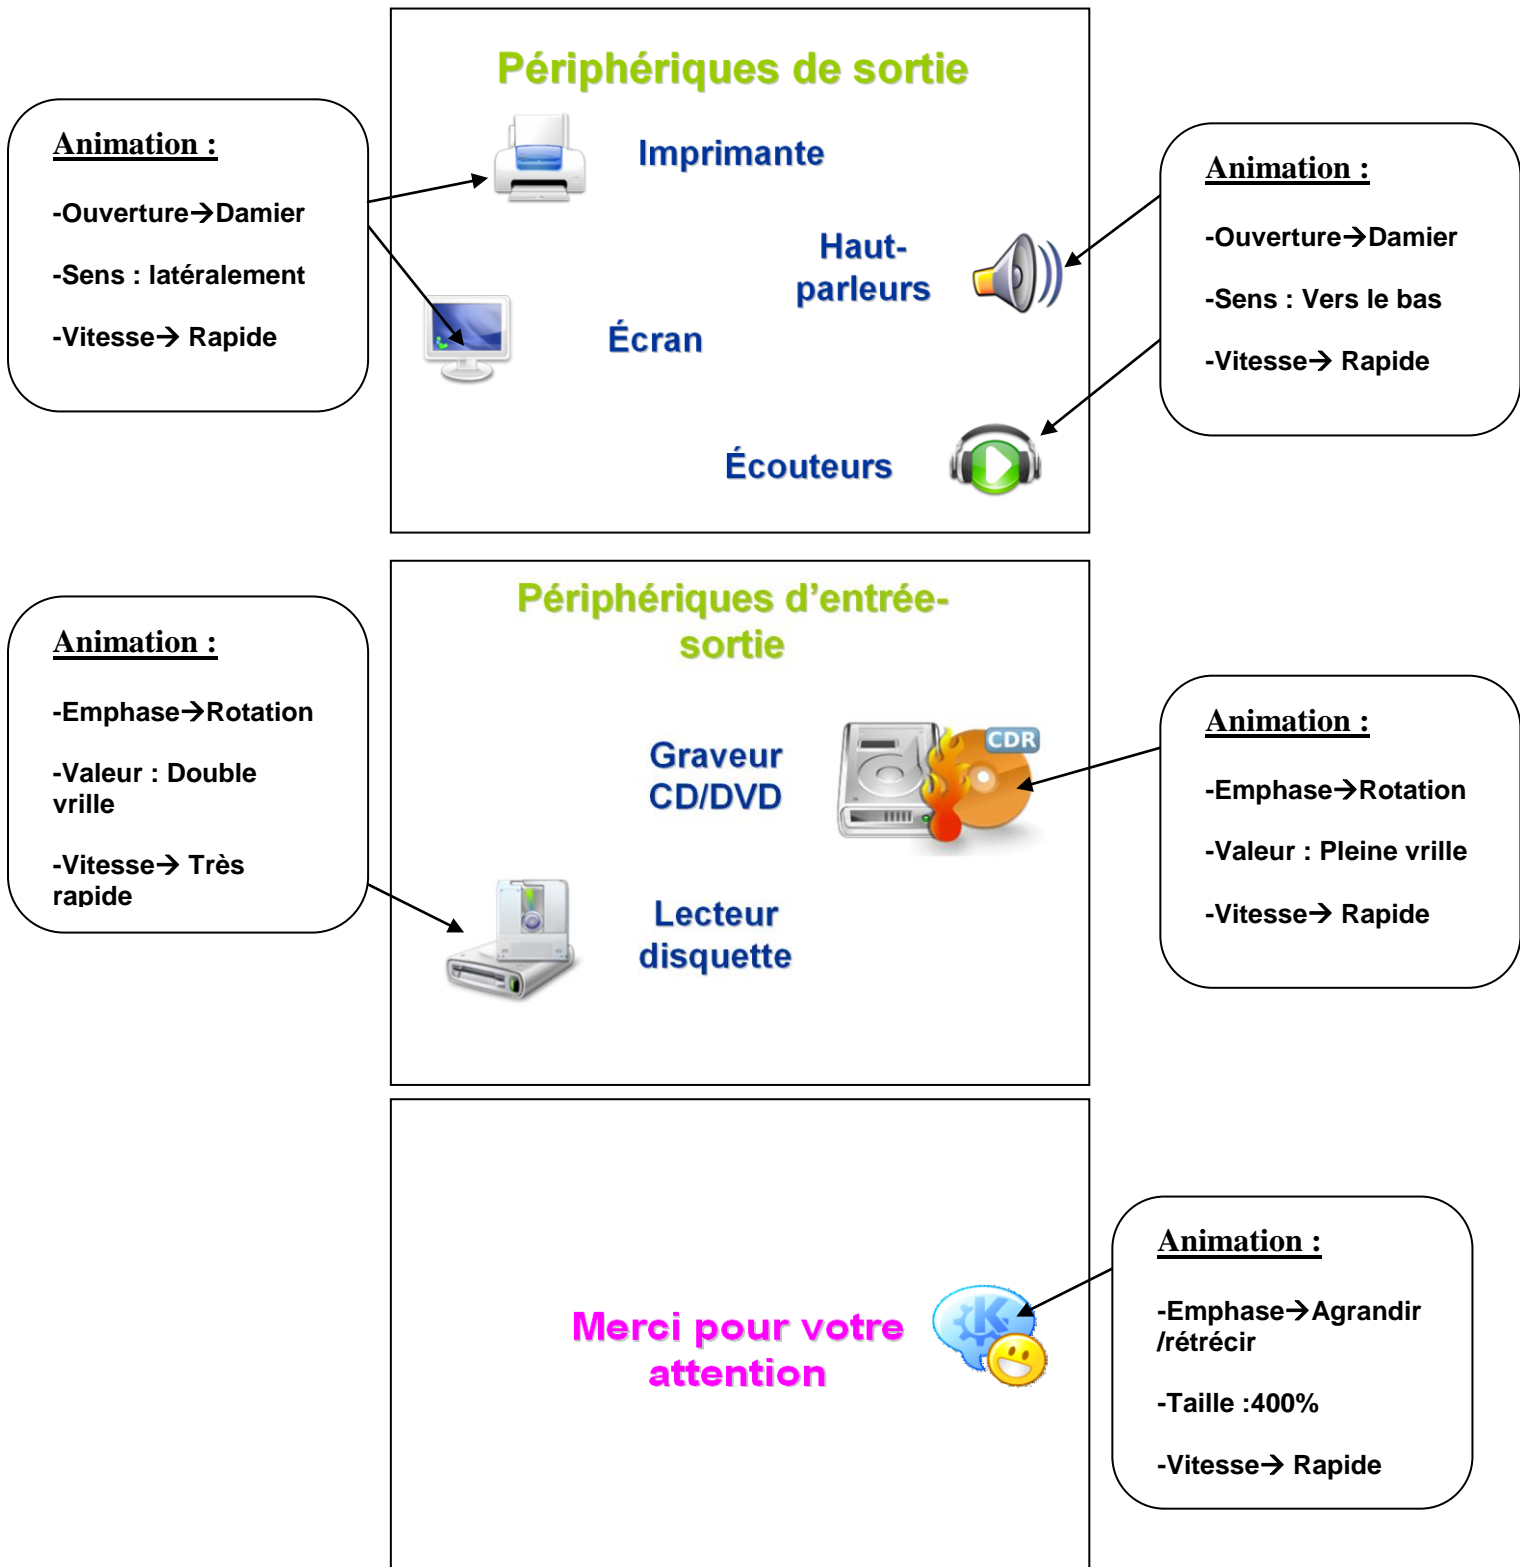 Périphériques de sortie
Animation :
-Ouverture→Damier
-Sens : latéralement
-Vitesse→ Rapide
Imprimante
Haut-
parleurs
Écran
Écouteurs
Animation :
-Ouverture→Damier
-Sens : Vers le bas
-Vitesse→ Rapide
Périphériques d’entrée-
sortie
Animation :
-Emphase→Rotation
-Valeur : Double
vrille
-Vitesse→ Très
rapide
Graveur
CD/DVD
CDR
Lecteur
disquette
Animation :
-Emphase→Rotation
-Valeur : Pleine vrille
-Vitesse→ Rapide
Merci pour votre
attention
K
Animation :
-Emphase→Agrandir
/rétrécir
-Taille :400%
-Vitesse→ Rapide